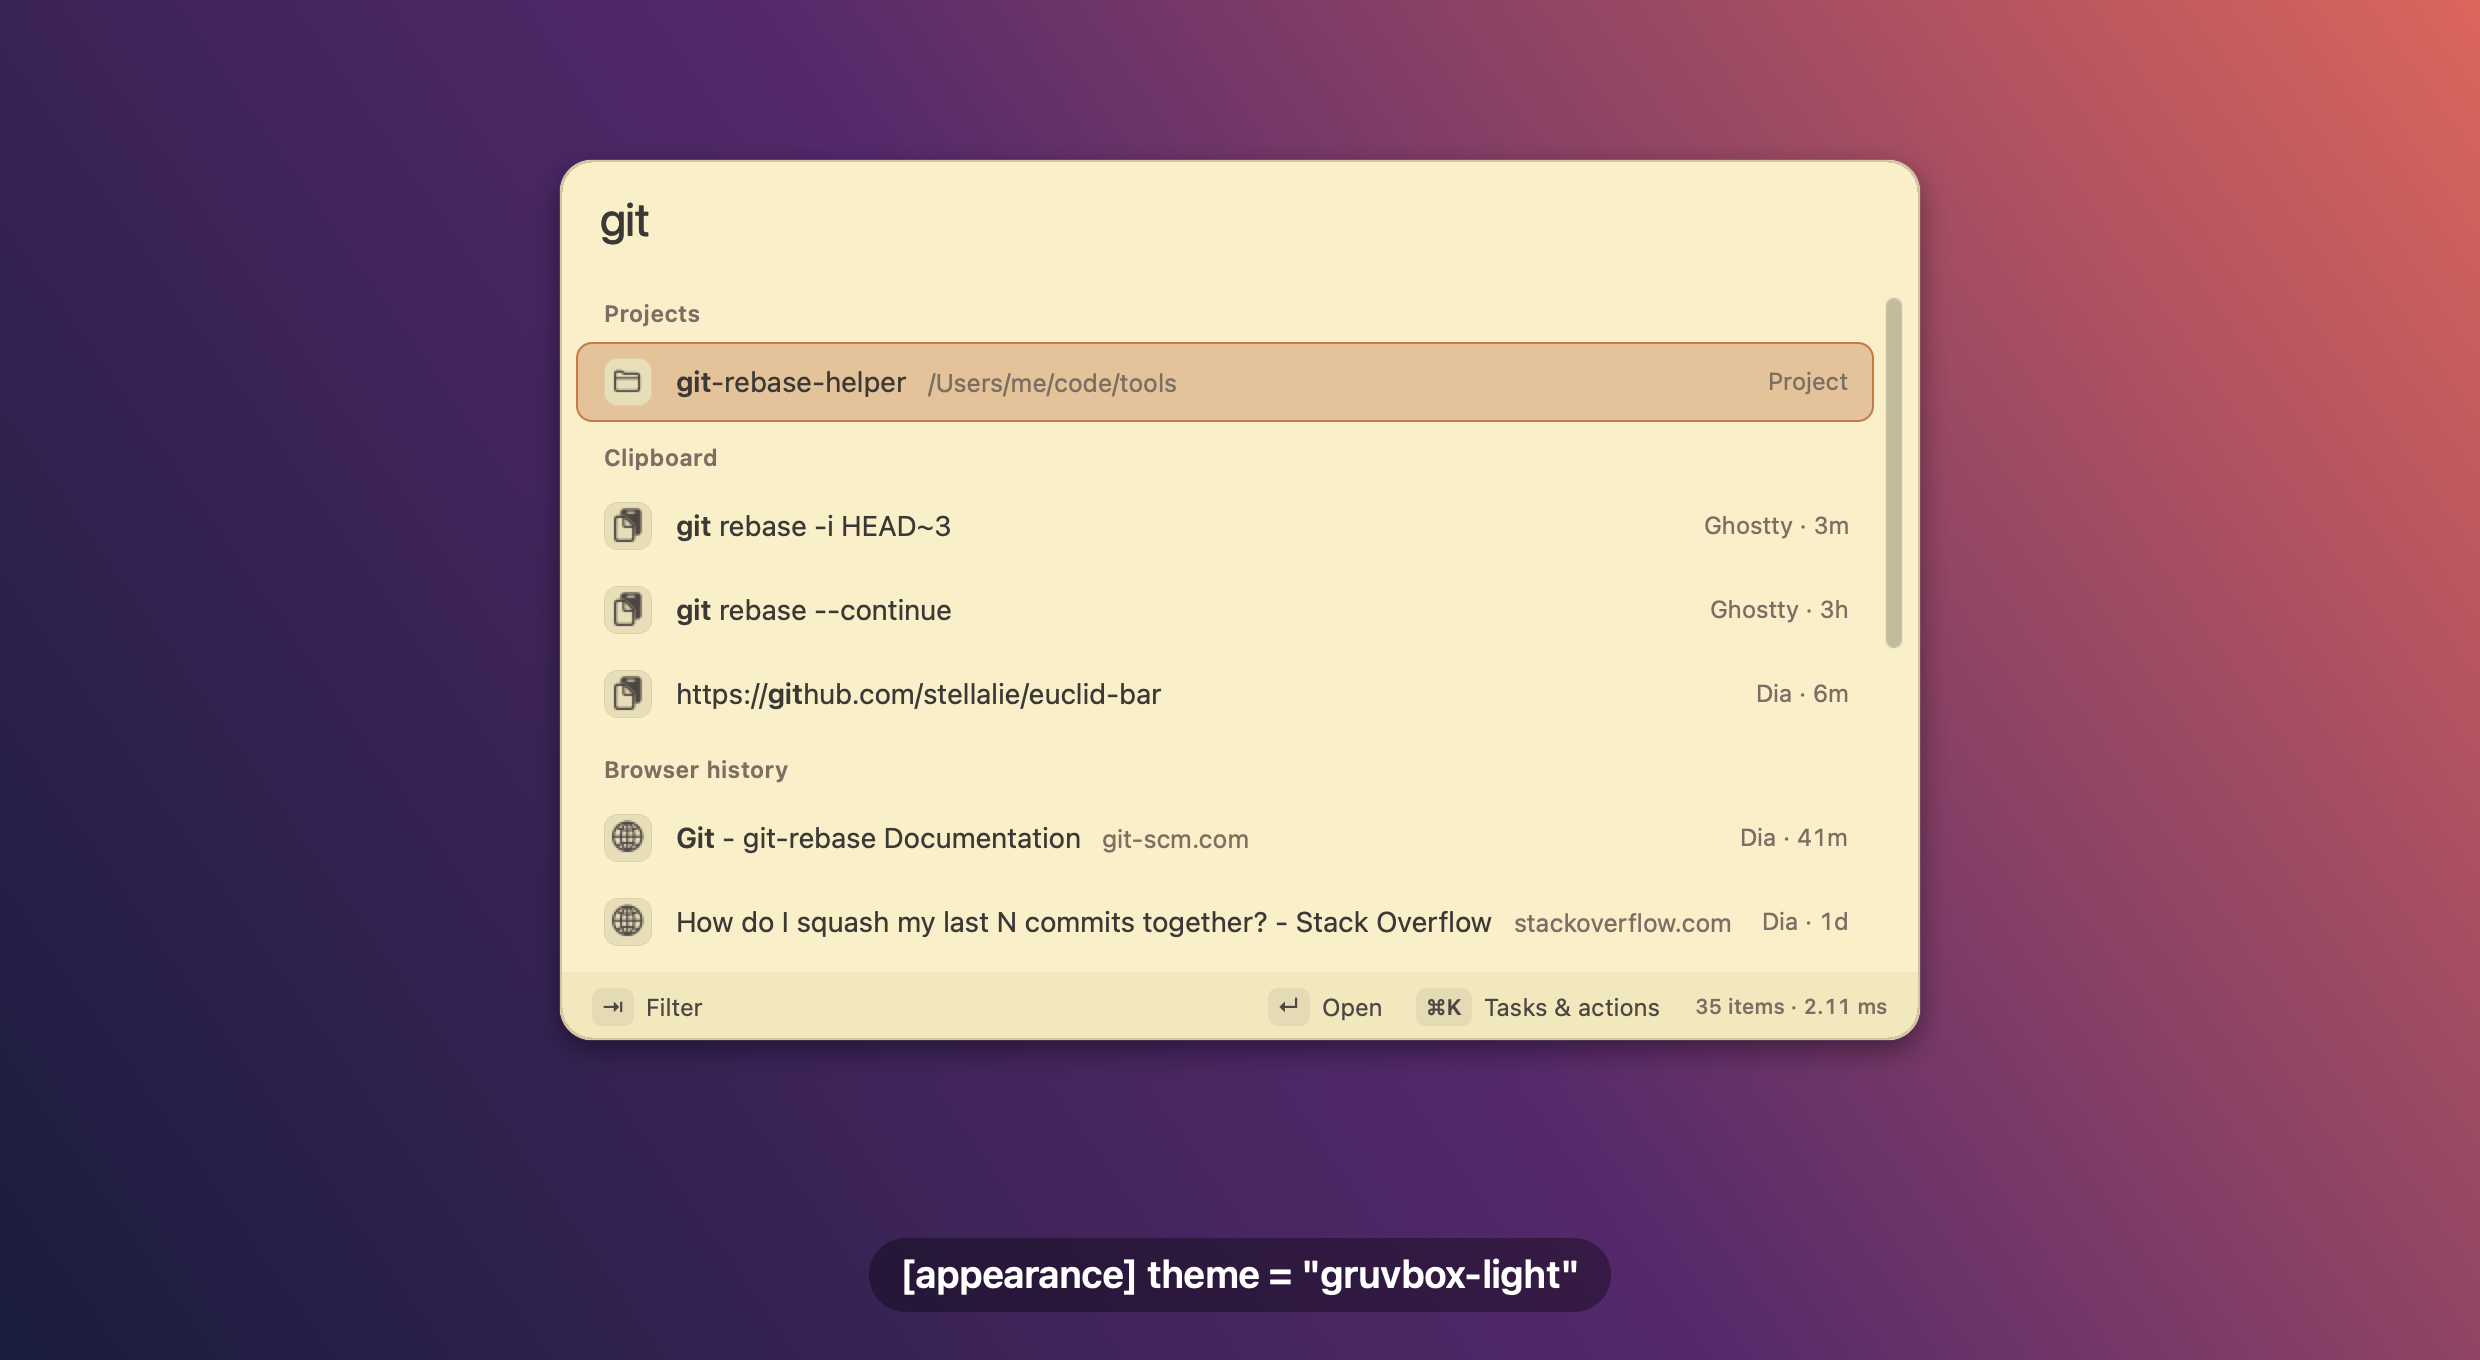 git
Projects
git-rebase-helper /Users/me/code/tools Project
Clipboard
git rebase -i HEAD~3 Ghostty · 3m
git rebase --continue Ghostty · 3h
https://github.com/stellalie/euclid-bar Dia · 6m
Browser history
Git - git-rebase Documentation git-scm.com Dia · 41m
How do I squash my last N commits together? - Stack Overflow stackoverflow.com Dia · 1d
⇥ Filter ↵ Open ⌘K Tasks & actions 35 items · 2.11 ms
[appearance] theme = "gruvbox-light"